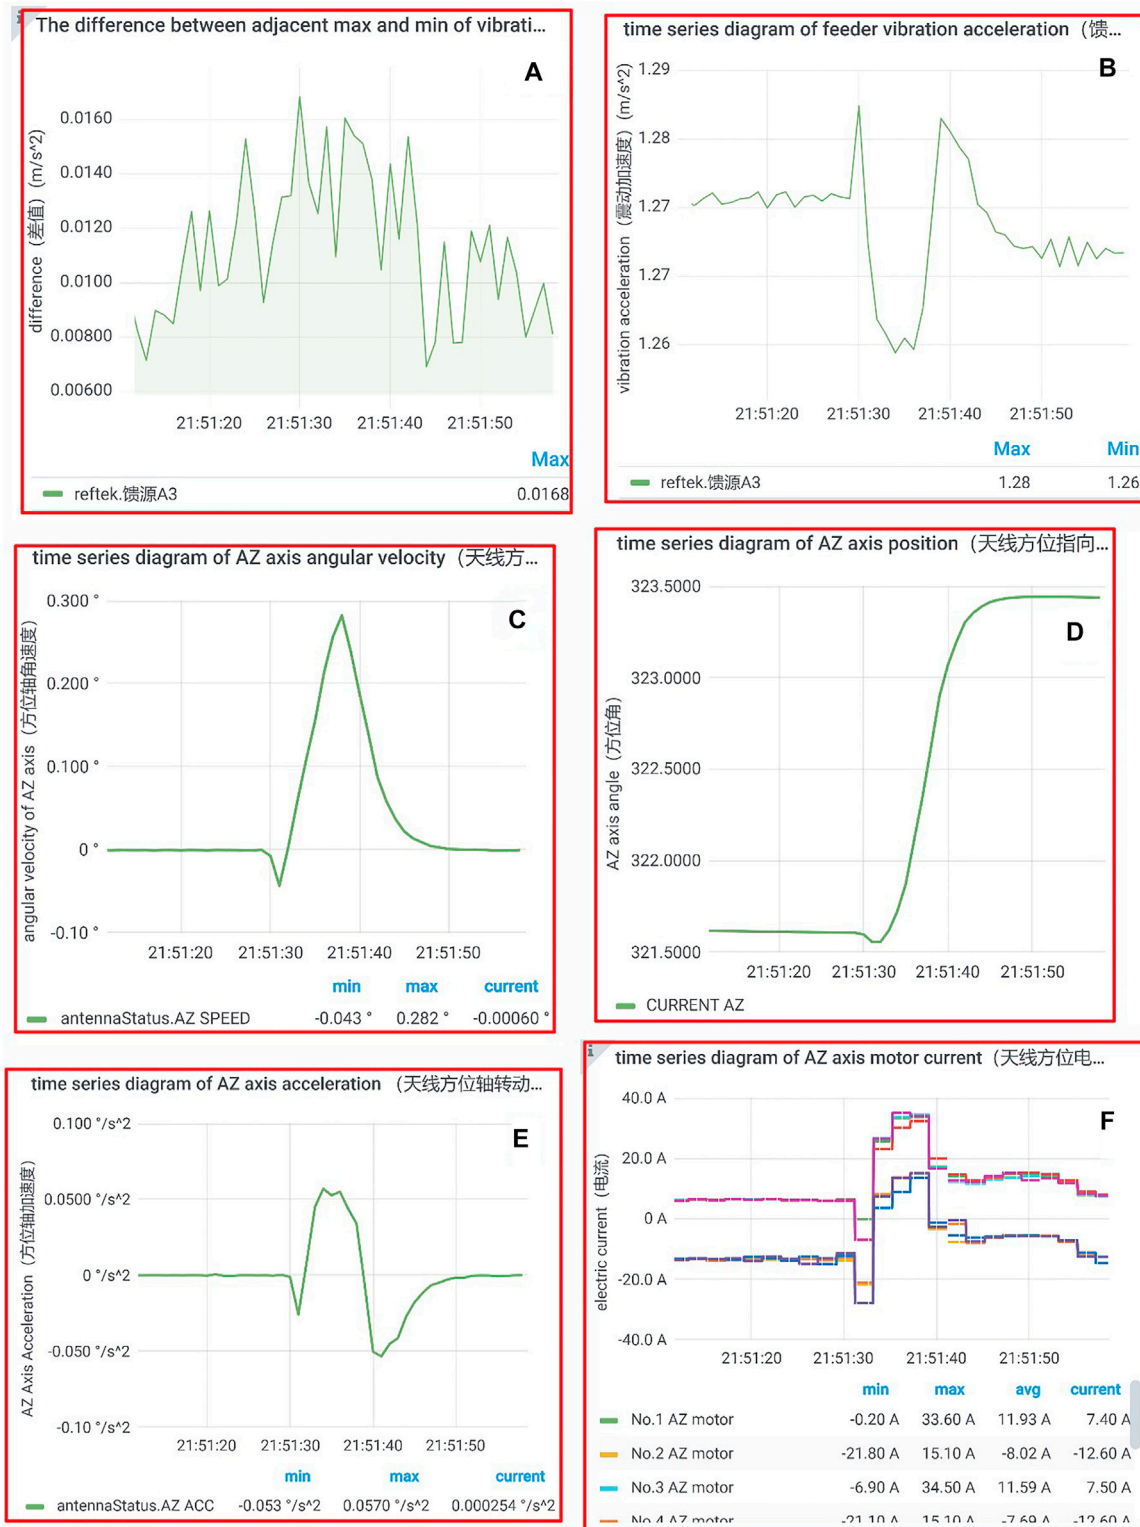 The difference between adjacent max and min of vibrati...
A
difference（差值）(m/s^2)
0.0160
0.0140
0.0120
0.0100
0.00800
0.00600
21:51:20 21:51:30 21:51:40 21:51:50
Max
reftek.馈源A3 0.0168
time series diagram of feeder vibration acceleration（馈...
B
vibration acceleration（震动加速度）(m/s^2)
1.29
1.28
1.27
1.27
1.26
21:51:20 21:51:30 21:51:40 21:51:50
Max Min
reftek.馈源A3 1.28 1.26
time series diagram of AZ axis angular velocity（天线方...
C
angular velocity of AZ axis（方位轴角速度）
0.300 °
0.200 °
0.100 °
0 °
-0.10 °
21:51:20 21:51:30 21:51:40 21:51:50
min max current
antennaStatus.AZ SPEED -0.043 ° 0.282 ° -0.00060 °
time series diagram of AZ axis position（天线方位指向...
D
AZ axis angle（方位角）
323.5000
323.0000
322.5000
322.0000
321.5000
21:51:20 21:51:30 21:51:40 21:51:50
CURRENT AZ
time series diagram of AZ axis acceleration （天线方位轴转动...
E
AZ Axis Acceleration（方位轴加速度）
0.100 °/s^2
0.0500 °/s^2
0 °/s^2
-0.050 °/s^2
-0.10 °/s^2
21:51:20 21:51:30 21:51:40 21:51:50
min max current
antennaStatus.AZ ACC -0.053 °/s^2 0.0570 °/s^2 0.000254 °/s^2
i
time series diagram of AZ axis motor current（天线方位电...
F
electric current（电流）
40.0 A
20.0 A
0 A
-20.0 A
-40.0 A
21:51:20 21:51:30 21:51:40 21:51:50
min max avg current
No.1 AZ motor -0.20 A 33.60 A 11.93 A 7.40 A
No.2 AZ motor -21.80 A 15.10 A -8.02 A -12.60 A
No.3 AZ motor -6.90 A 34.50 A 11.59 A 7.50 A
No.4 AZ motor -21.10 A 15.10 A -7.69 A -12.60 A